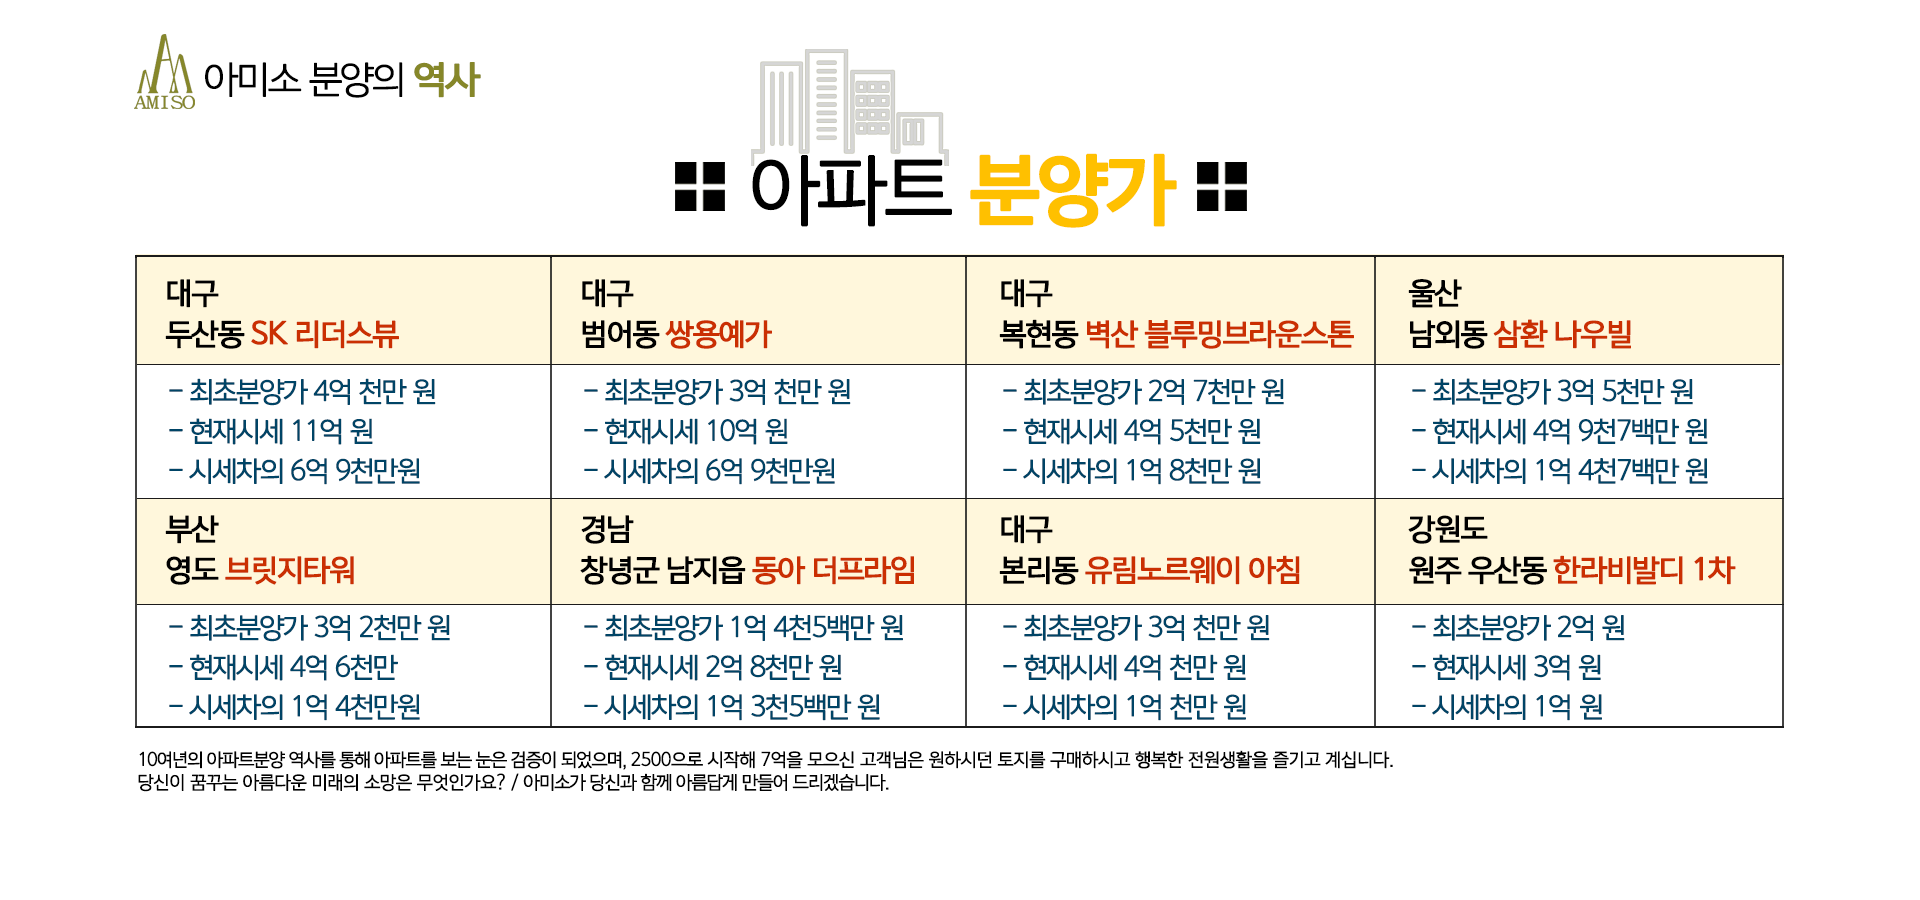 AMISO
아미소 분양의 역사
아파트 분양가
대구
두산동 SK 리더스뷰
- 최초분양가 4억 천만 원
- 현재시세 11억 원
- 시세차의 6억 9천만원
대구
범어동 쌍용예가
- 최초분양가 3억 천만 원
- 현재시세 10억 원
- 시세차의 6억 9천만원
대구
복현동 벽산 블루밍브라운스톤
- 최초분양가 2억 7천만 원
- 현재시세 4억 5천만 원
- 시세차의 1억 8천만 원
울산
남외동 삼환 나우빌
- 최초분양가 3억 5천만 원
- 현재시세 4억 9천7백만 원
- 시세차의 1억 4천7백만 원
부산
영도 브릿지타워
- 최초분양가 3억 2천만 원
- 현재시세 4억 6천만
- 시세차의 1억 4천만원
경남
창녕군 남지읍 동아 더프라임
- 최초분양가 1억 4천5백만 원
- 현재시세 2억 8천만 원
- 시세차의 1억 3천5백만 원
대구
본리동 유림노르웨이 아침
- 최초분양가 3억 천만 원
- 현재시세 4억 천만 원
- 시세차의 1억 천만 원
강원도
원주 우산동 한라비발디 1차
- 최초분양가 2억 원
- 현재시세 3억 원
- 시세차의 1억 원
10여년의 아파트분양 역사를 통해 아파트를 보는 눈은 검증이 되었으며, 2500으로 시작해 7억을 모으신 고객님은 원하시던 토지를 구매하시고 행복한 전원생활을 즐기고 계십니다.
당신이 꿈꾸는 아름다운 미래의 소망은 무엇인가요? / 아미소가 당신과 함께 아름답게 만들어 드리겠습니다.